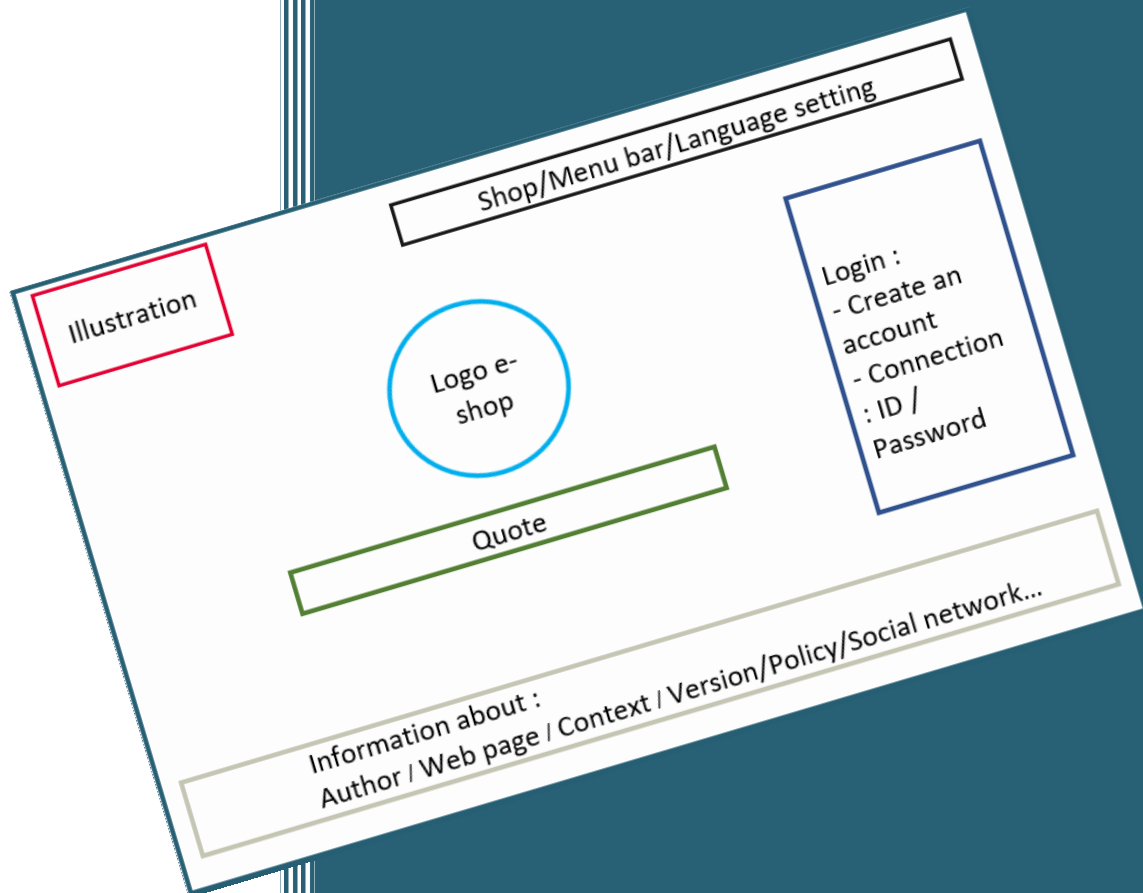 Shop/Menu bar/Language setting
Illustration
Logo e-
shop
Login :
- Create an
account
- Connection
: ID /
Password
Quote
Information about :
Author / Web page / Context / Version/Policy/Social network...